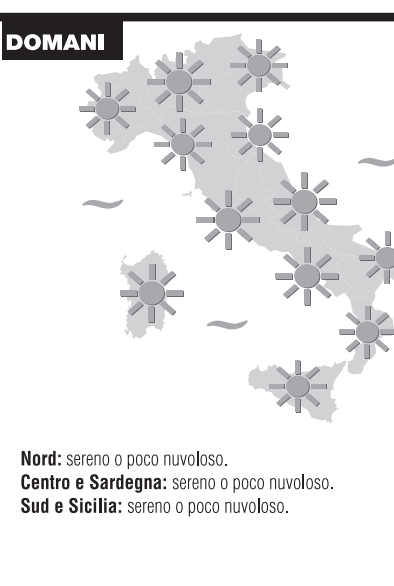 DOMANI
Nord: sereno o poco nuvoloso.
Centro e Sardegna: sereno o poco nuvoloso.
Sud e Sicilia: sereno o poco nuvoloso.